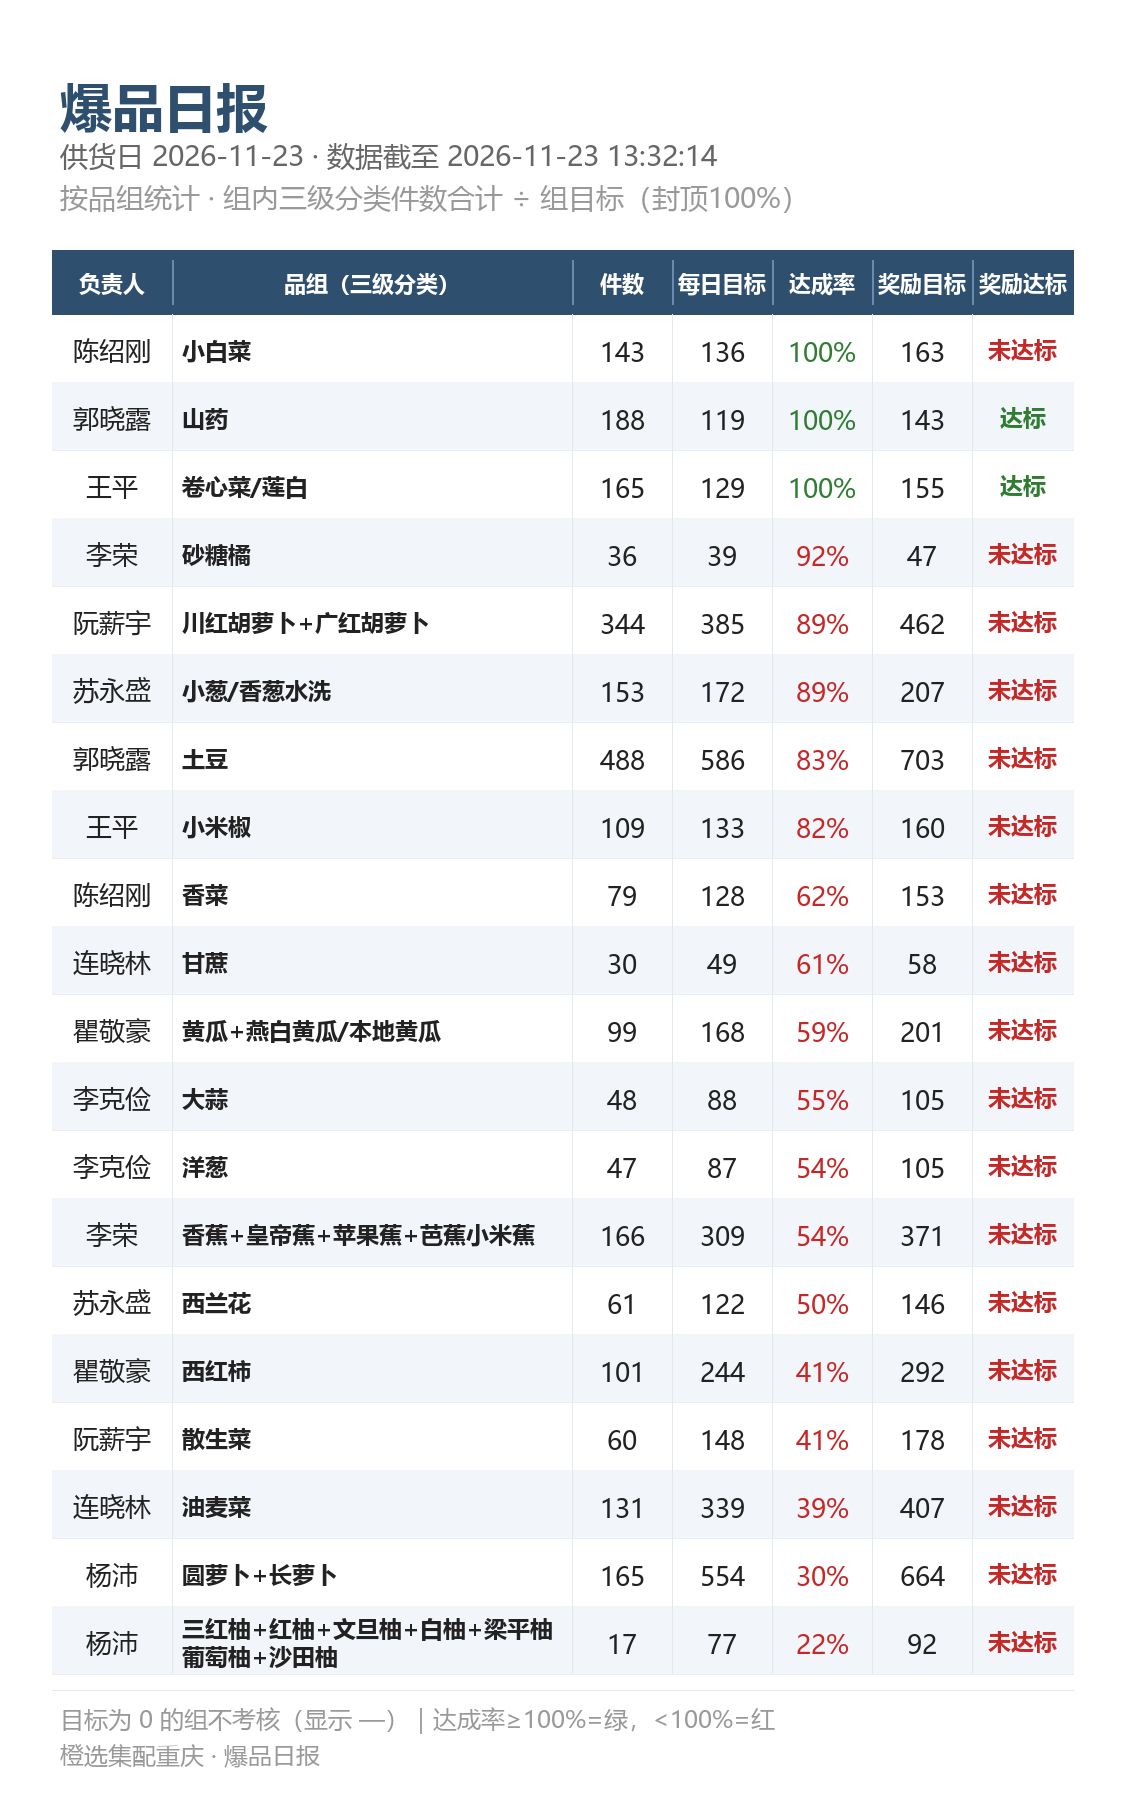 爆品日报
供货日 2026-11-23 · 数据截至 2026-11-23 13:32:14
按品组统计 · 组内三级分类件数合计 ÷ 组目标（封顶100%）
负责人 品组（三级分类） 件数 每日目标 达成率 奖励目标 奖励达标
陈绍刚 小白菜 143 136 100% 163 未达标
郭晓露 山药 188 119 100% 143 达标
王平 卷心菜/莲白 165 129 100% 155 达标
李荣 砂糖橘 36 39 92% 47 未达标
阮薪宇 川红胡萝卜+广红胡萝卜 344 385 89% 462 未达标
苏永盛 小葱/香葱水洗 153 172 89% 207 未达标
郭晓露 土豆 488 586 83% 703 未达标
王平 小米椒 109 133 82% 160 未达标
陈绍刚 香菜 79 128 62% 153 未达标
连晓林 甘蔗 30 49 61% 58 未达标
瞿敬豪 黄瓜+燕白黄瓜/本地黄瓜 99 168 59% 201 未达标
李克俭 大蒜 48 88 55% 105 未达标
李克俭 洋葱 47 87 54% 105 未达标
李荣 香蕉+皇帝蕉+苹果蕉+芭蕉小米蕉 166 309 54% 371 未达标
苏永盛 西兰花 61 122 50% 146 未达标
瞿敬豪 西红柿 101 244 41% 292 未达标
阮薪宇 散生菜 60 148 41% 178 未达标
连晓林 油麦菜 131 339 39% 407 未达标
杨沛 圆萝卜+长萝卜 165 554 30% 664 未达标
杨沛 三红柚+红柚+文旦柚+白柚+梁平柚 17 77 22% 92 未达标
葡萄柚+沙田柚
目标为 0 的组不考核（显示 —）｜达成率≥100%=绿，<100%=红
橙选集配重庆 · 爆品日报